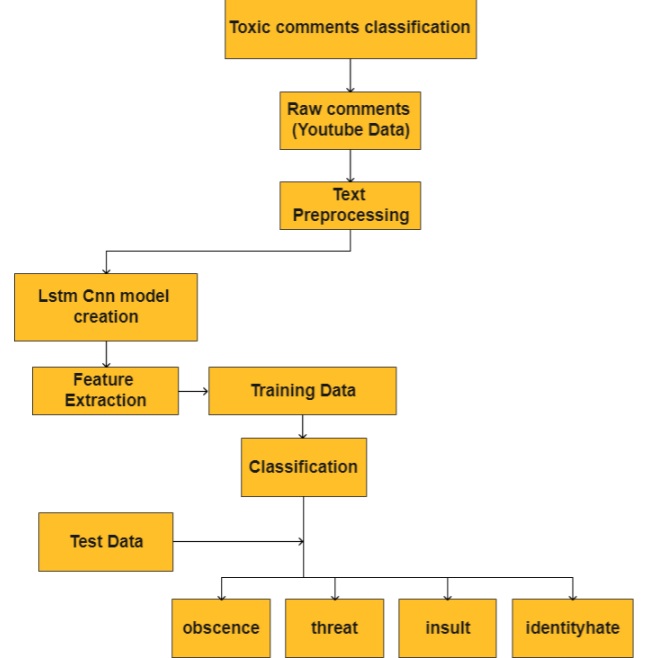 Toxic comments classification
Raw comments
(Youtube Data)
Text
Preprocessing
Lstm Cnn model
creation
Feature
Extraction
Training Data
Classification
Test Data
obscence
threat
insult
identityhate